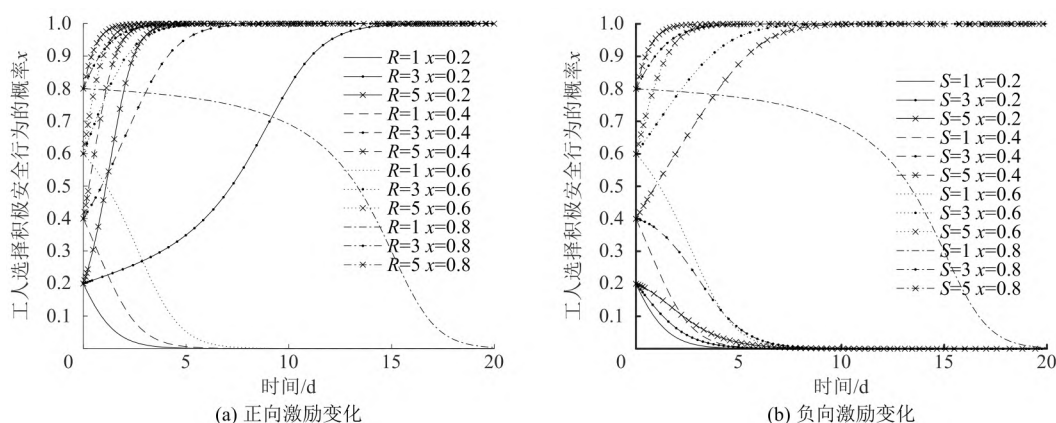 工人选择积极安全行为的概率x
1.0
0.9
0.8
0.7
0.6
0.5
0.4
0.3
0.2
0.1
0
5
10
15
20
时间/d
R=1 x=0.2
R=3 x=0.2
R=5 x=0.2
R=1 x=0.4
R=3 x=0.4
R=5 x=0.4
R=1 x=0.6
R=3 x=0.6
R=5 x=0.6
R=1 x=0.8
R=3 x=0.8
R=5 x=0.8
(a) 正向激励变化
工人选择积极安全行为的概率x
1.0
0.9
0.8
0.7
0.6
0.5
0.4
0.3
0.2
0.1
0
5
10
15
20
时间/d
S=1 x=0.2
S=3 x=0.2
S=5 x=0.2
S=1 x=0.4
S=3 x=0.4
S=5 x=0.4
S=1 x=0.6
S=3 x=0.6
S=5 x=0.6
S=1 x=0.8
S=3 x=0.8
S=5 x=0.8
(b) 负向激励变化